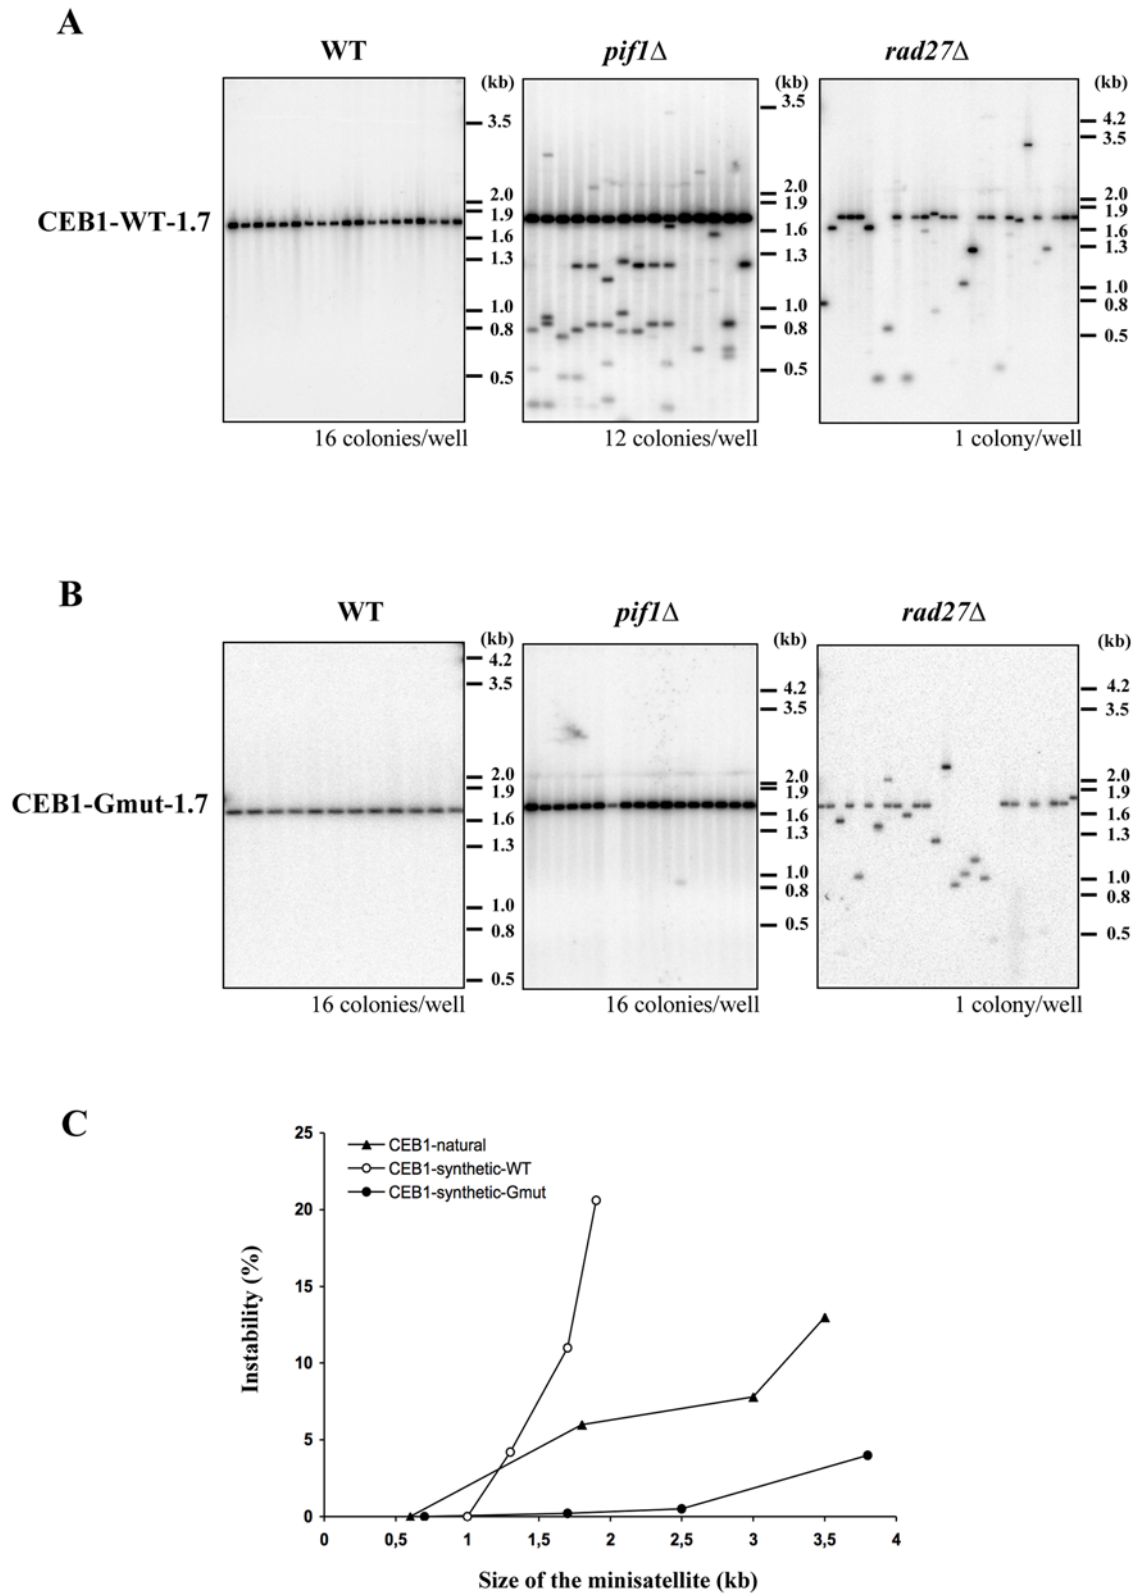 A
WT
pif1Δ
rad27Δ
CEB1-WT-1.7
(kb)
3.5
2.0
1.9
1.6
1.3
1.0
0.8
0.5
16 colonies/well
(kb)
3.5
2.0
1.9
1.6
1.3
1.0
0.8
0.5
12 colonies/well
(kb)
4.2
3.5
2.0
1.9
1.6
1.3
1.0
0.8
0.5
1 colony/well
B
WT
pif1Δ
rad27Δ
CEB1-Gmut-1.7
(kb)
4.2
3.5
2.0
1.9
1.6
1.3
1.0
0.8
0.5
16 colonies/well
(kb)
4.2
3.5
2.0
1.9
1.6
1.3
1.0
0.8
0.5
16 colonies/well
(kb)
4.2
3.5
2.0
1.9
1.6
1.3
1.0
0.8
0.5
1 colony/well
C
CEB1-natural
CEB1-synthetic-WT
CEB1-synthetic-Gmut
Instability (%)
25
20
15
10
5
0
0 0,5 1 1,5 2 2,5 3 3,5 4
Size of the minisatellite (kb)